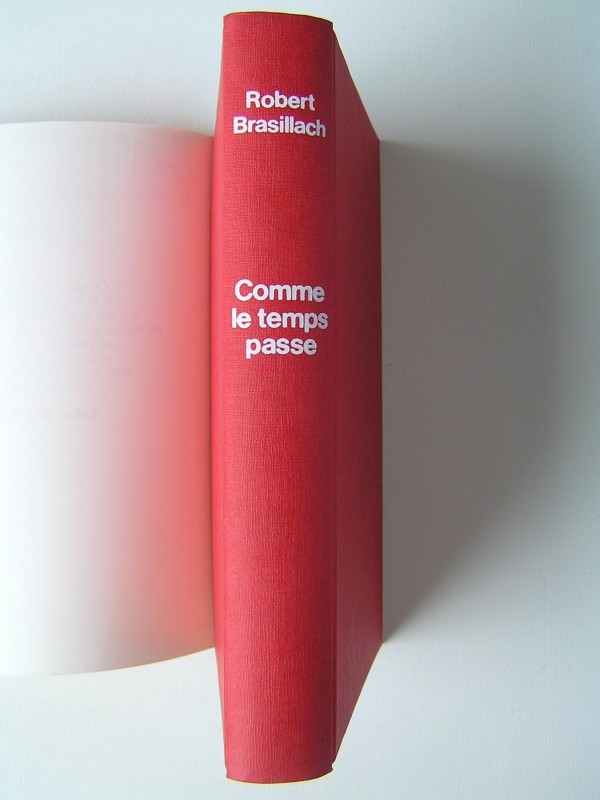 Robert
Brasillach
Comme
le temps
passe